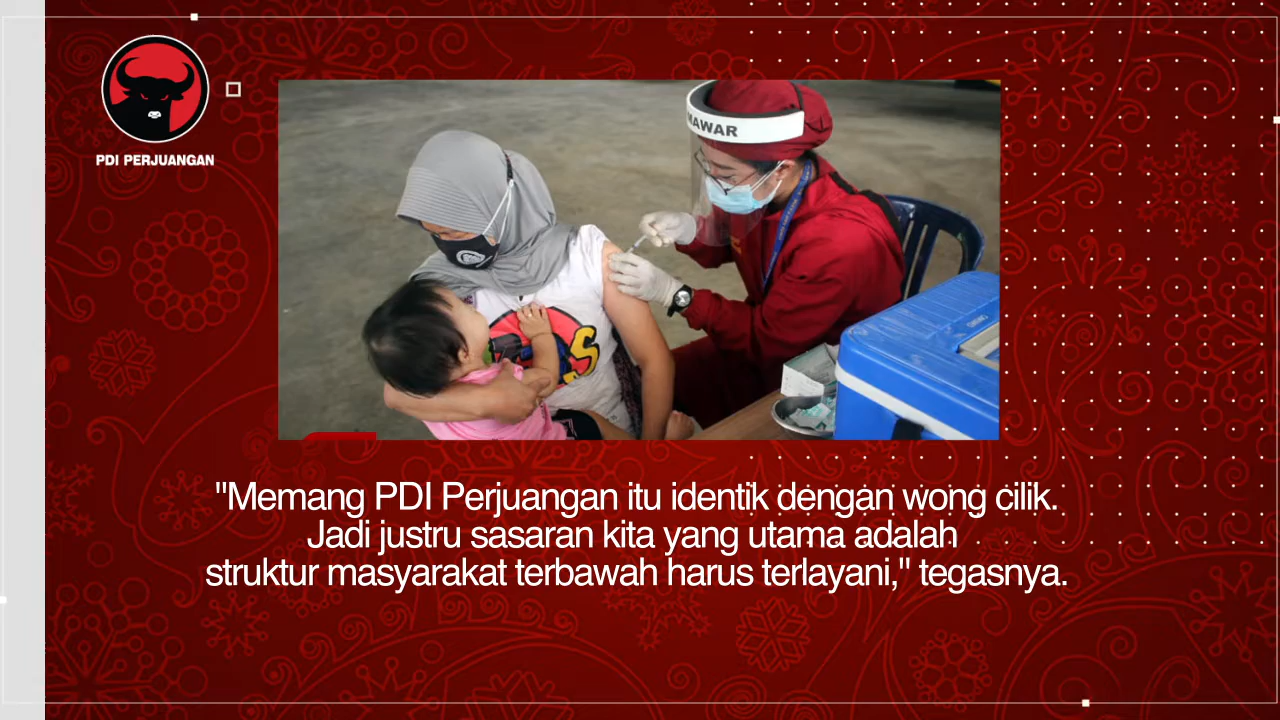 PDI PERJUANGAN
MAWAR
"Memang PDI Perjuangan itu identik dengan wong cilik.
Jadi justru sasaran kita yang utama adalah
struktur masyarakat terbawah harus terlayani," tegasnya.